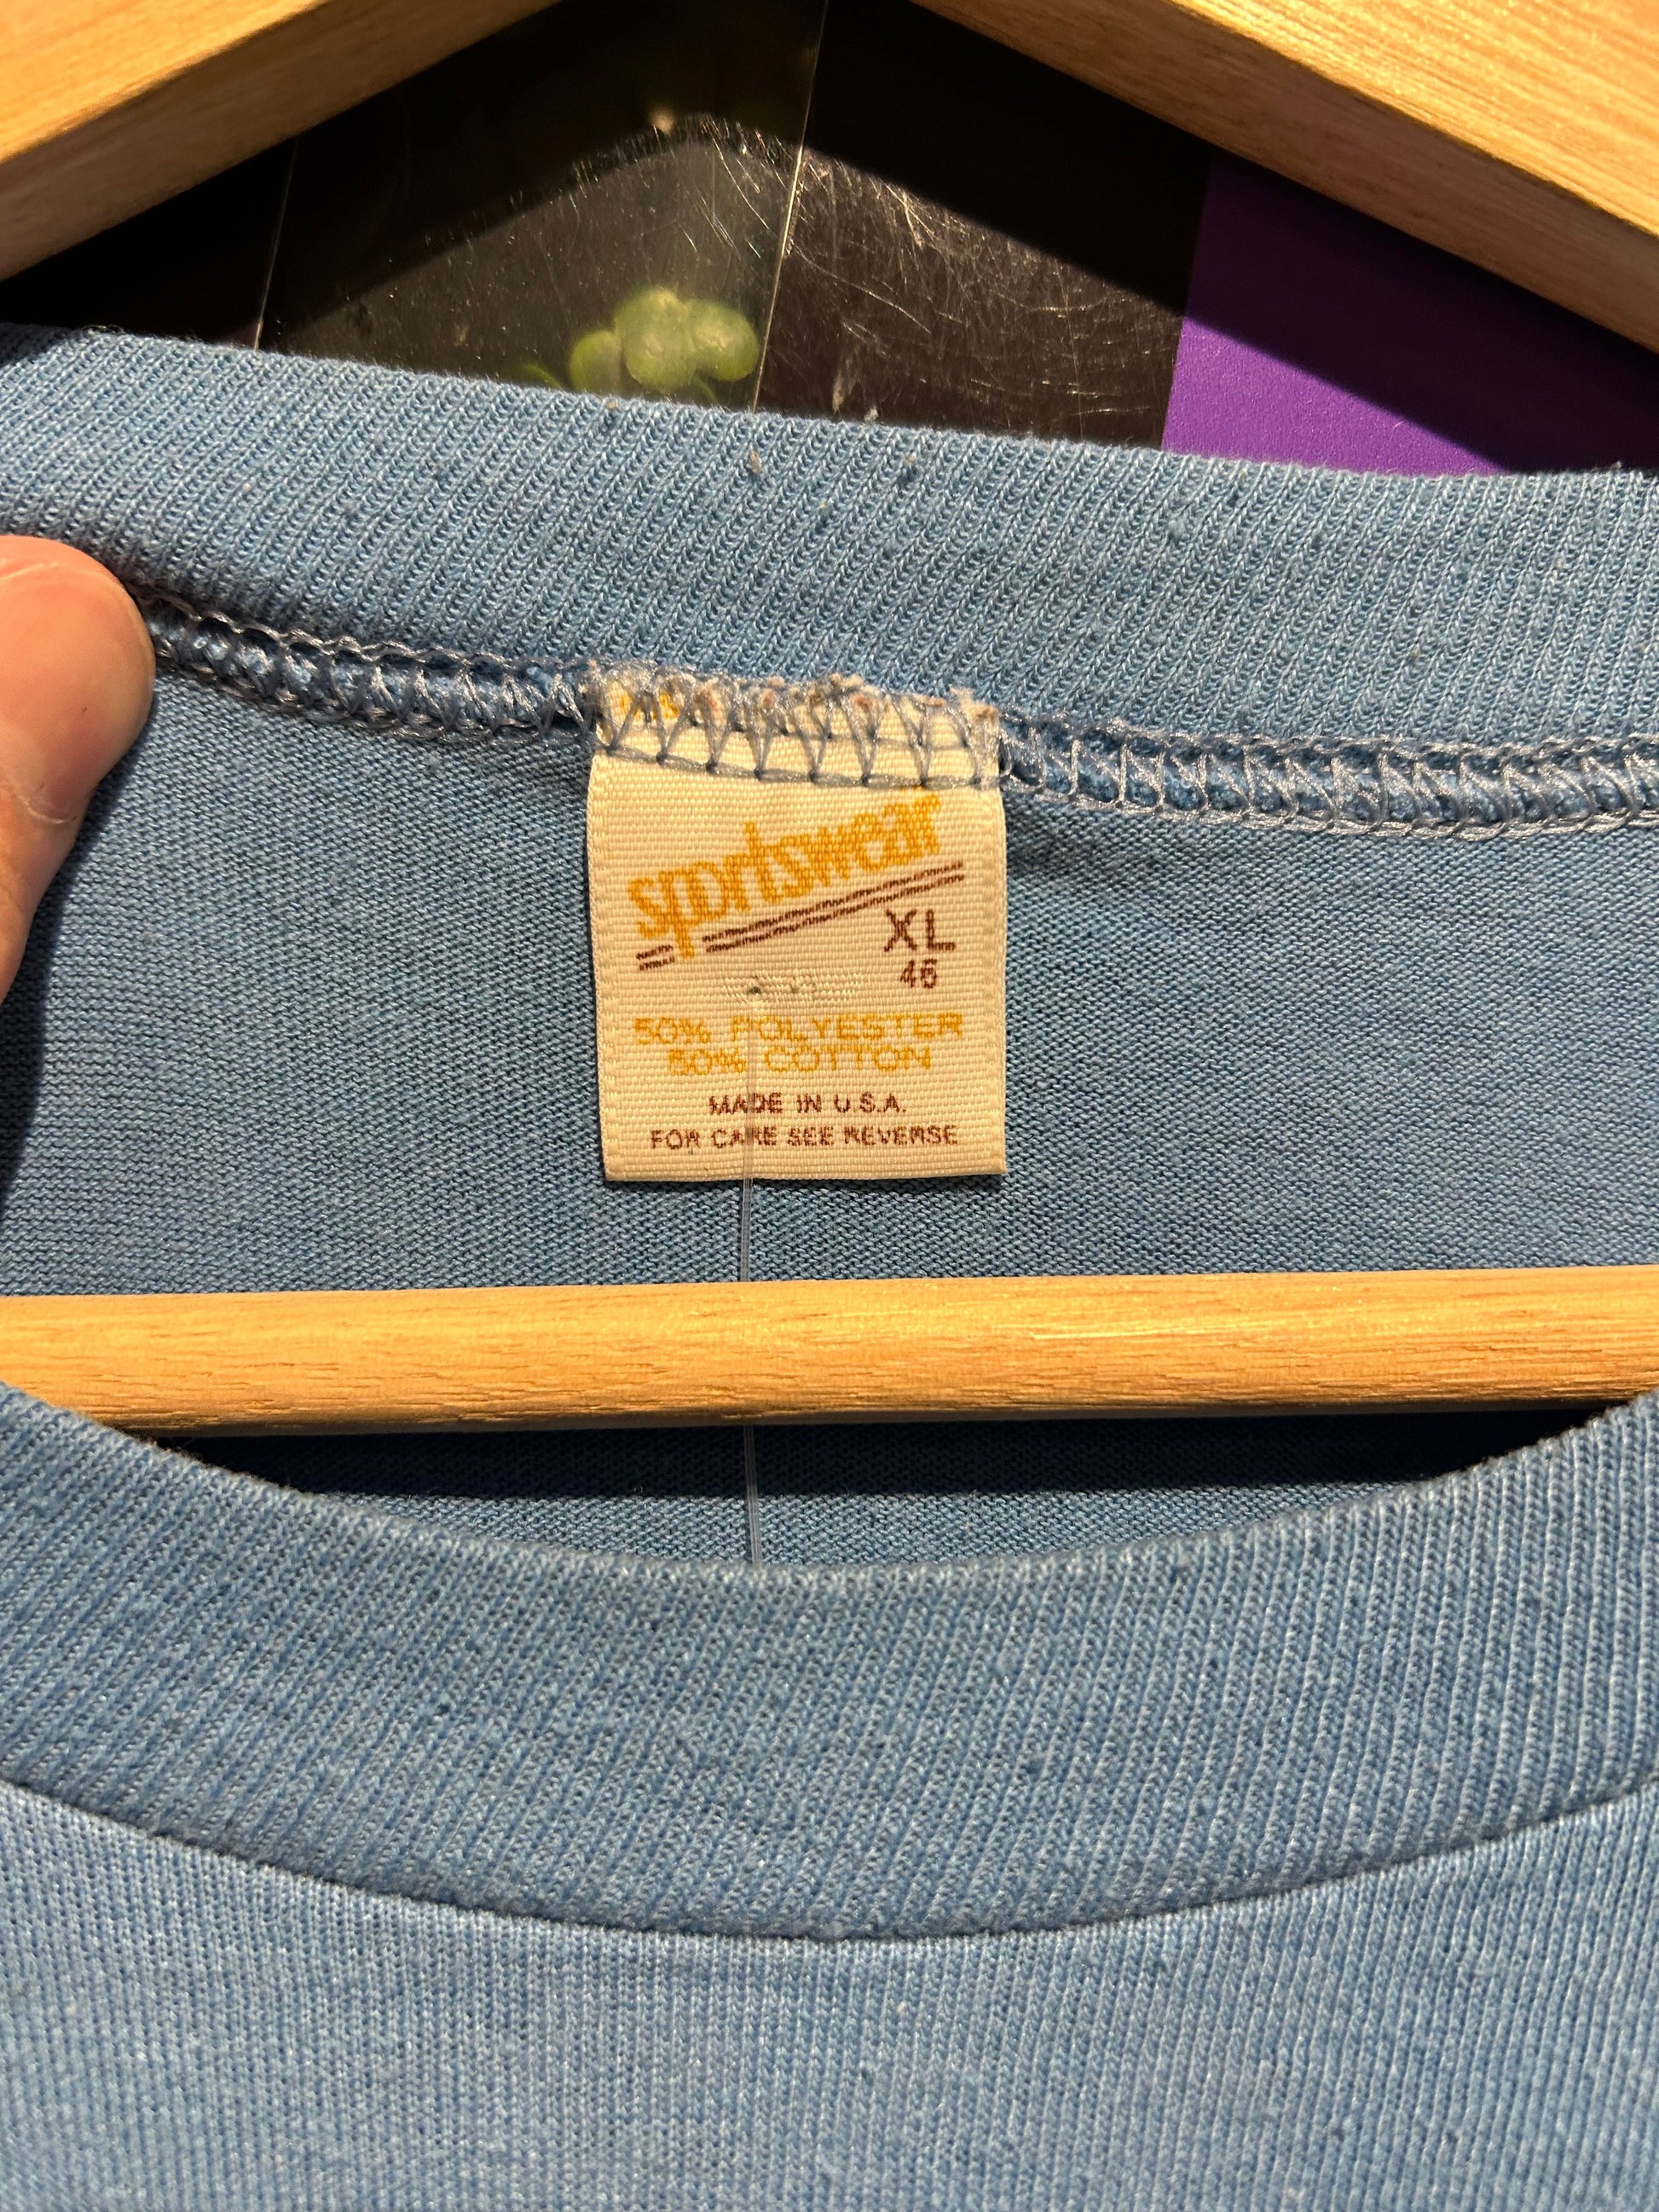 sportswear
XL
46
50% POLYESTER
50% COTTON
MADE IN U.S.A.
FOR CARE SEE REVERSE